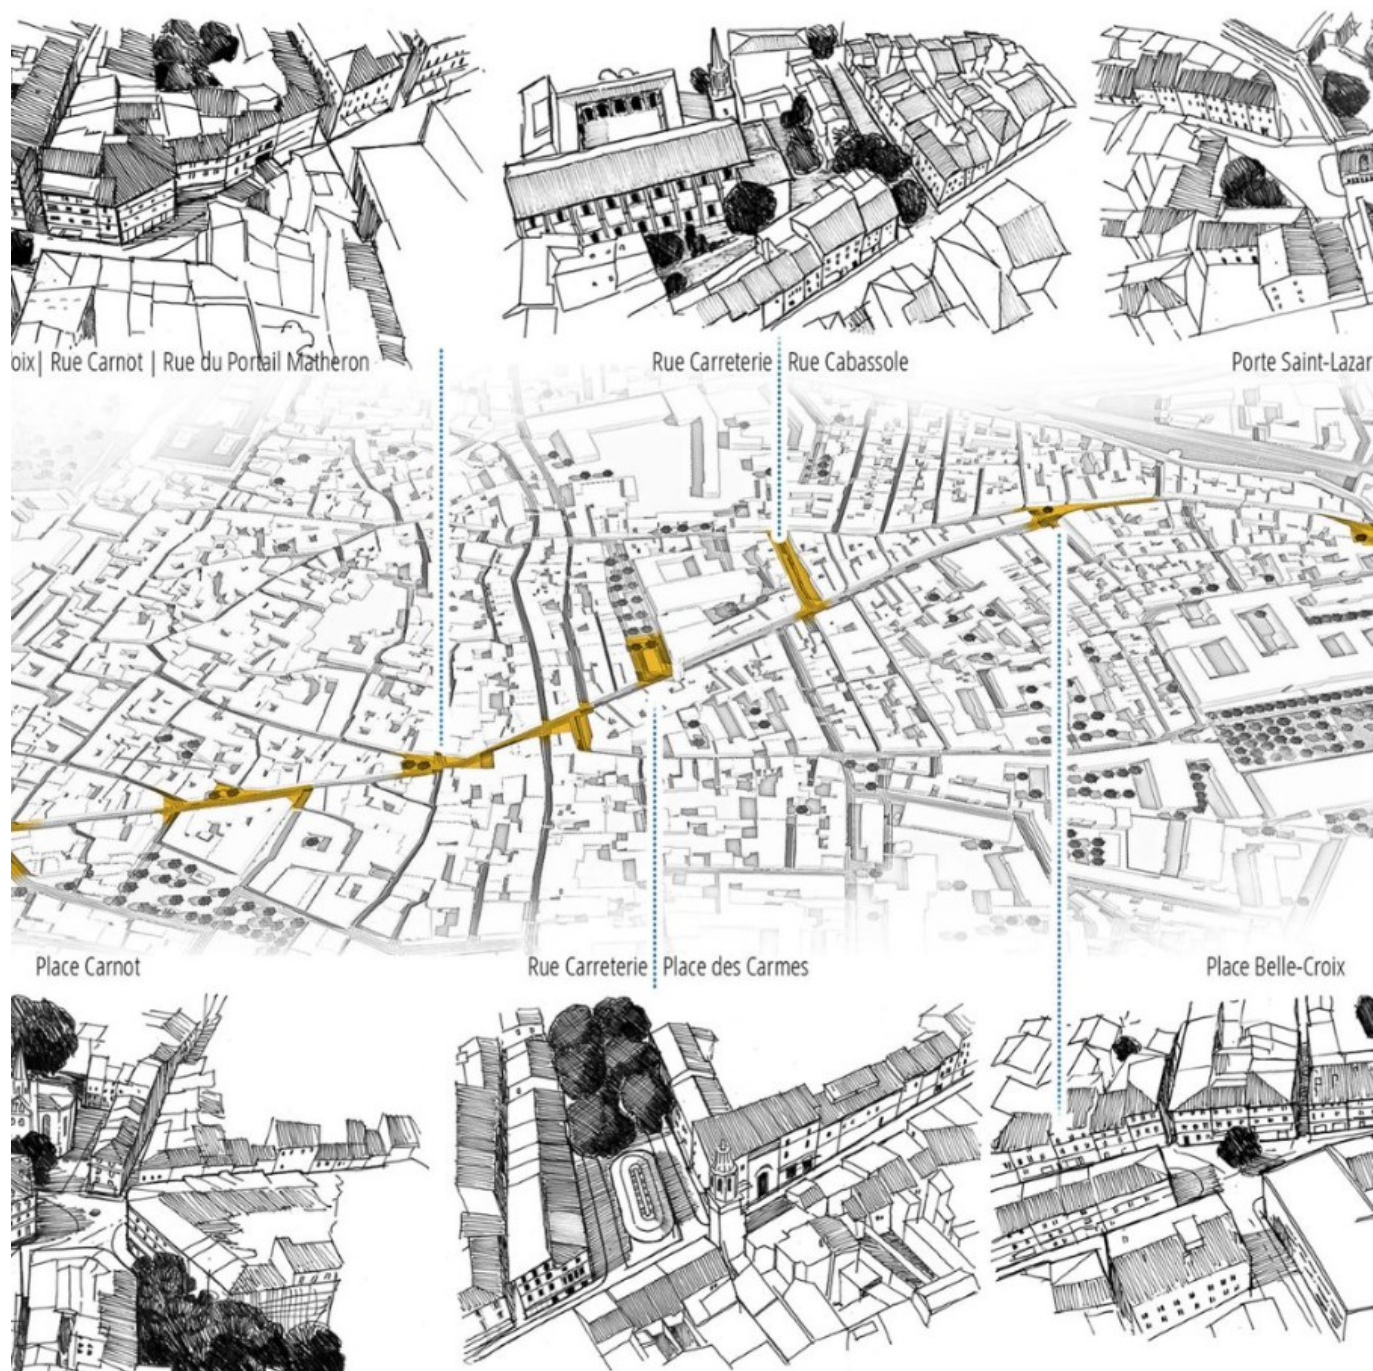 oix| Rue Carnot | Rue du Portail Matheron
Rue Carreterie
Rue Cabassole
Porte Saint-Lazar
Place Carnot
Rue Carreterie
Place des Carmes
Place Belle-Croix